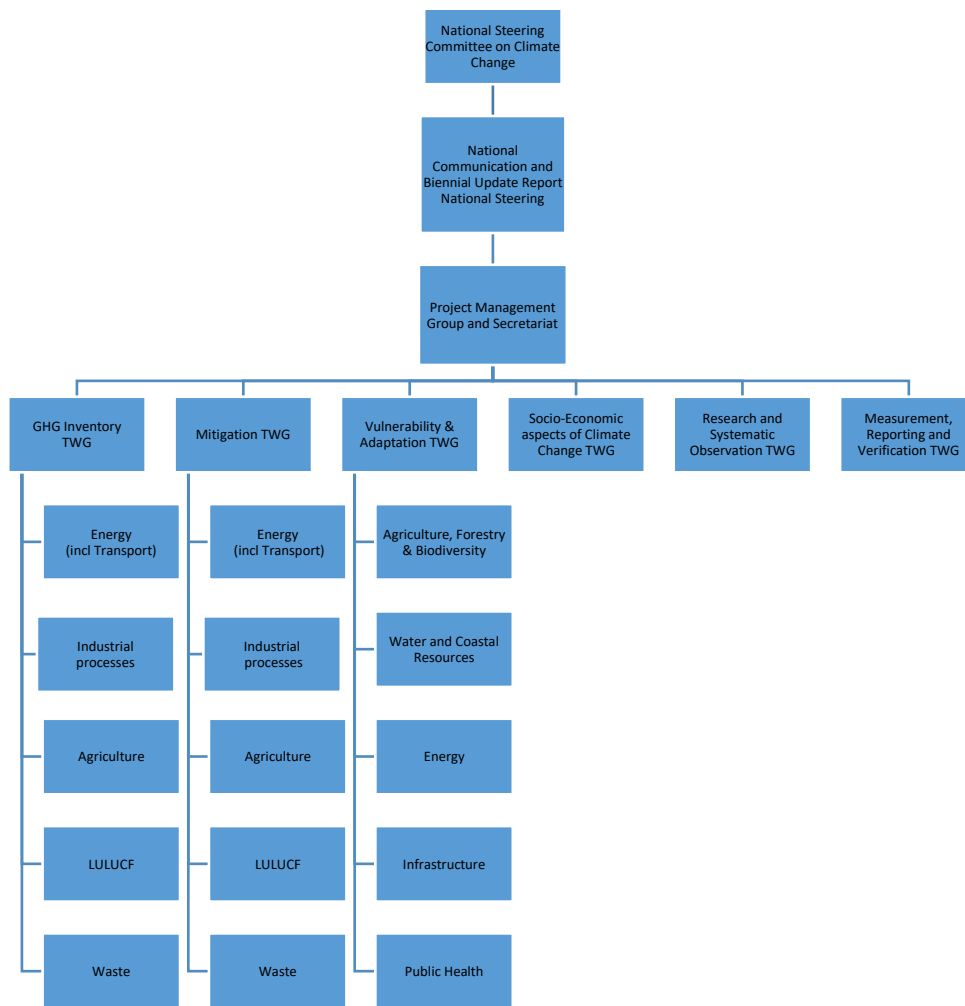 National Steering
Committee on Climate
Change
National
Communication and
Biennial Update Report
National Steering
Project Management
Group and Secretariat
GHG Inventory
TWG
Mitigation TWG
Vulnerability &
Adaptation TWG
Socio-Economic
aspects of Climate
Change TWG
Research and
Systematic
Observation TWG
Measurement,
Reporting and
Verification TWG
Energy
(incl Transport)
Energy
(incl Transport)
Agriculture, Forestry
& Biodiversity
Industrial
processes
Industrial
processes
Water and Coastal
Resources
Agriculture
Agriculture
Energy
LULUCF
LULUCF
Infrastructure
Waste
Waste
Public Health